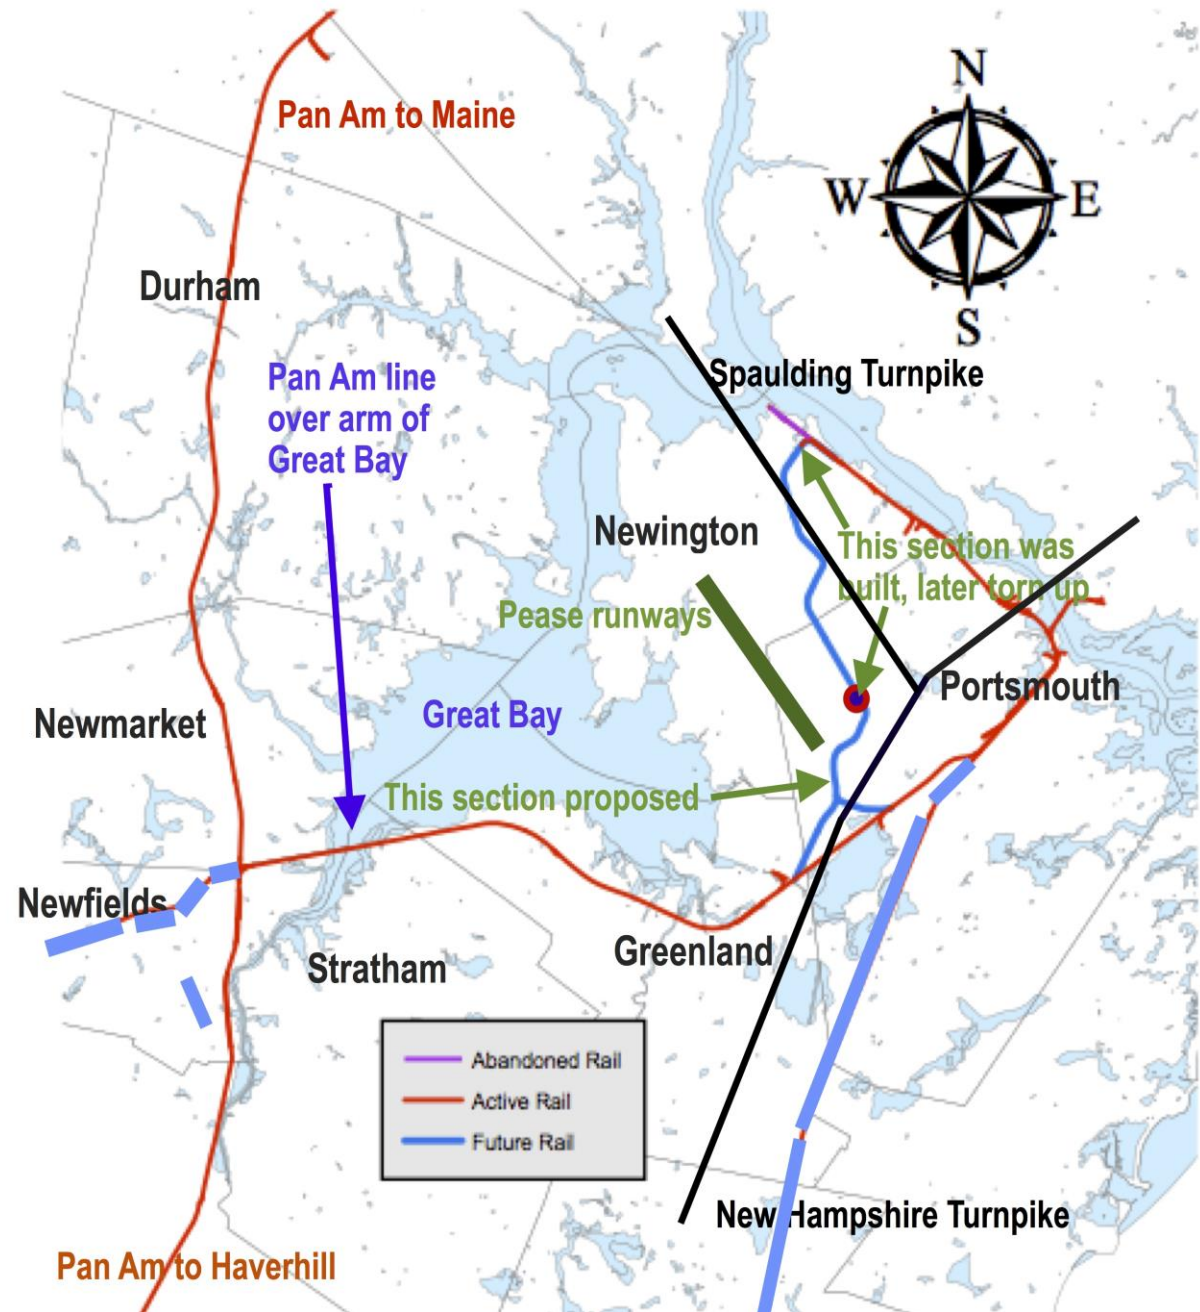 N
Pan Am to Maine
W
E
Durham
S
Spaulding Turnpike
Pan Am line
over arm of
Great Bay
Newington
This section was
built, later torn up
Pease runways
Portsmouth
Newmarket
Great Bay
This section proposed
Newfields
Greenland
Stratham
Abandoned Rail
Active Rail
Future Rail
New Hampshire Turnpike
Pan Am to Haverhill